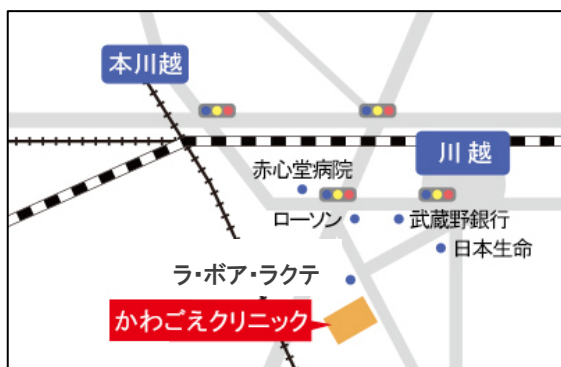 本川越
川越
赤心堂病院
ローソン
武蔵野銀行
日本生命
ラ・ボア・ラクテ
かわごえクリニック